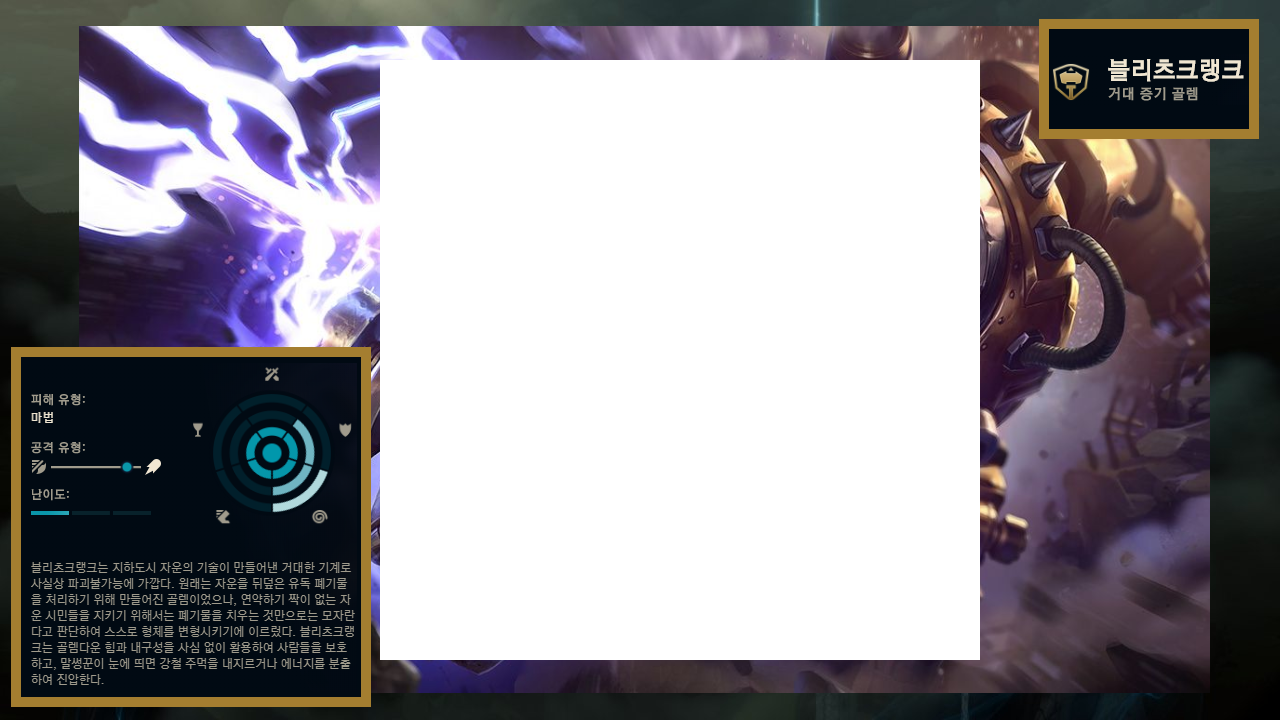 블리츠크랭크
거대 증기 골렘
피해 유형:
마법
공격 유형:
난이도:
블리츠크랭크는 지하도시 자운의 기술이 만들어낸 거대한 기계로
사실상 파괴불가능에 가깝다. 원래는 자운을 뒤덮은 유독 폐기물
을 처리하기 위해 만들어진 골렘이었으나, 연약하기 짝이 없는 자
운 시민들을 지키기 위해서는 폐기물을 치우는 것만으로는 모자란
다고 판단하여 스스로 형체를 변형시키기에 이르렀다. 블리츠크랭
크는 골렘다운 힘과 내구성을 사심 없이 활용하여 사람들을 보호
하고, 말썽꾼이 눈에 띄면 강철 주먹을 내지르거나 에너지를 분출
하여 진압한다.